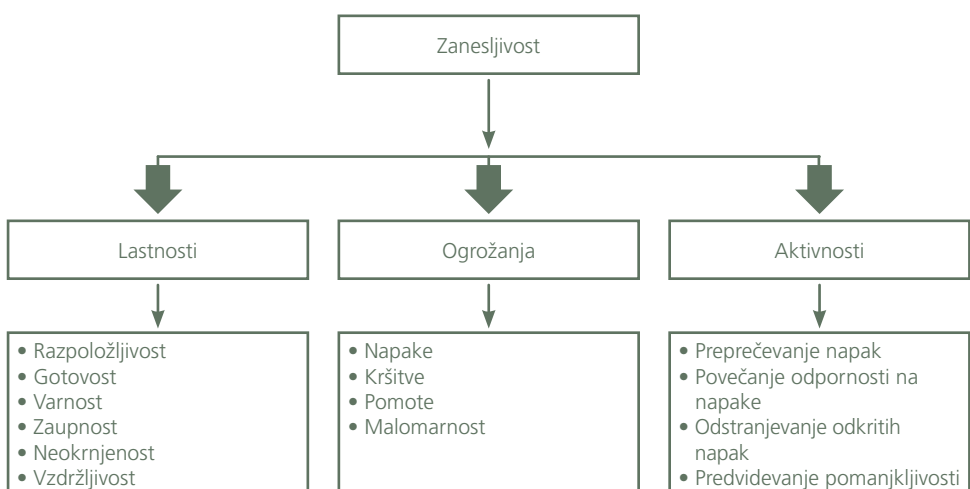 Zanesljivost
Lastnosti
Ogrožanja
Aktivnosti
• Razpoložljivost
• Gotovost
• Varnost
• Zaupnost
• Neokrnjenost
• Vzdržljivost
• Napake
• Kršitve
• Pomote
• Malomarnost
• Preprečevanje napak
• Povečanje odpornosti na
napake
• Odstranjevanje odkritih
napak
• Predvidevanje pomanjkljivosti